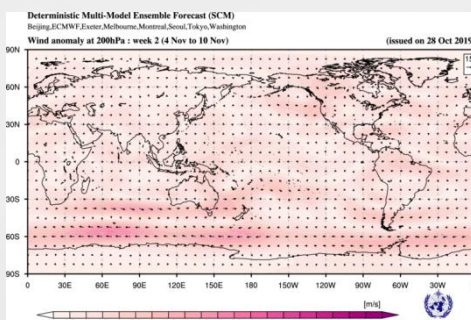 Deterministic Multi-Model Ensemble Forecast (SCM)
Beijing,ECMWF,Exeter,Melbourne,Montreal,Seoul,Tokyo,Washington
Wind anomaly at 200hPa : week 2 (4 Nov to 10 Nov) (issued on 28 Oct 2019)
90N
60N
30N
0
30S
60S
90S
0 30E 60E 90E 120E 150E 180 150W 120W 90W 60W 30W
[m/s]